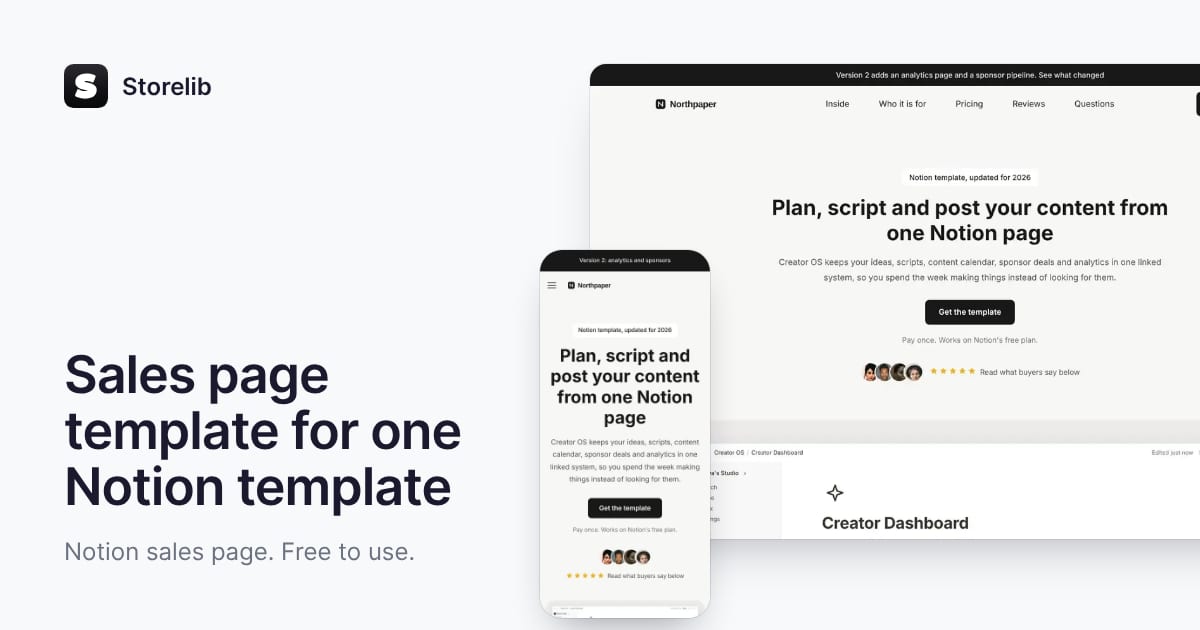 Storelib
Sales page
template for one
Notion template
Notion sales page. Free to use.
Version 2 adds an analytics page and a sponsor pipeline. See what changed
Northpaper
Inside
Who it is for
Pricing
Reviews
Questions
Notion template, updated for 2026
Plan, script and post your content from
one Notion page
Creator OS keeps your ideas, scripts, content calendar, sponsor deals and analytics in one linked
system, so you spend the week making things instead of looking for them.
Get the template
Pay once. Works on Notion's free plan.
Read what buyers say below
Creator OS | Creator Dashboard
Edited just now
Creator Dashboard
Version 2: analytics and sponsors
Northpaper
Notion template, updated for 2026
Plan, script and
post your content
from one Notion
page
Creator OS keeps your ideas, scripts, content
calendar, sponsor deals and analytics in one
linked system, so you spend the week making
things instead of looking for them.
Get the template
Pay once. Works on Notion's free plan.
Read what buyers say below